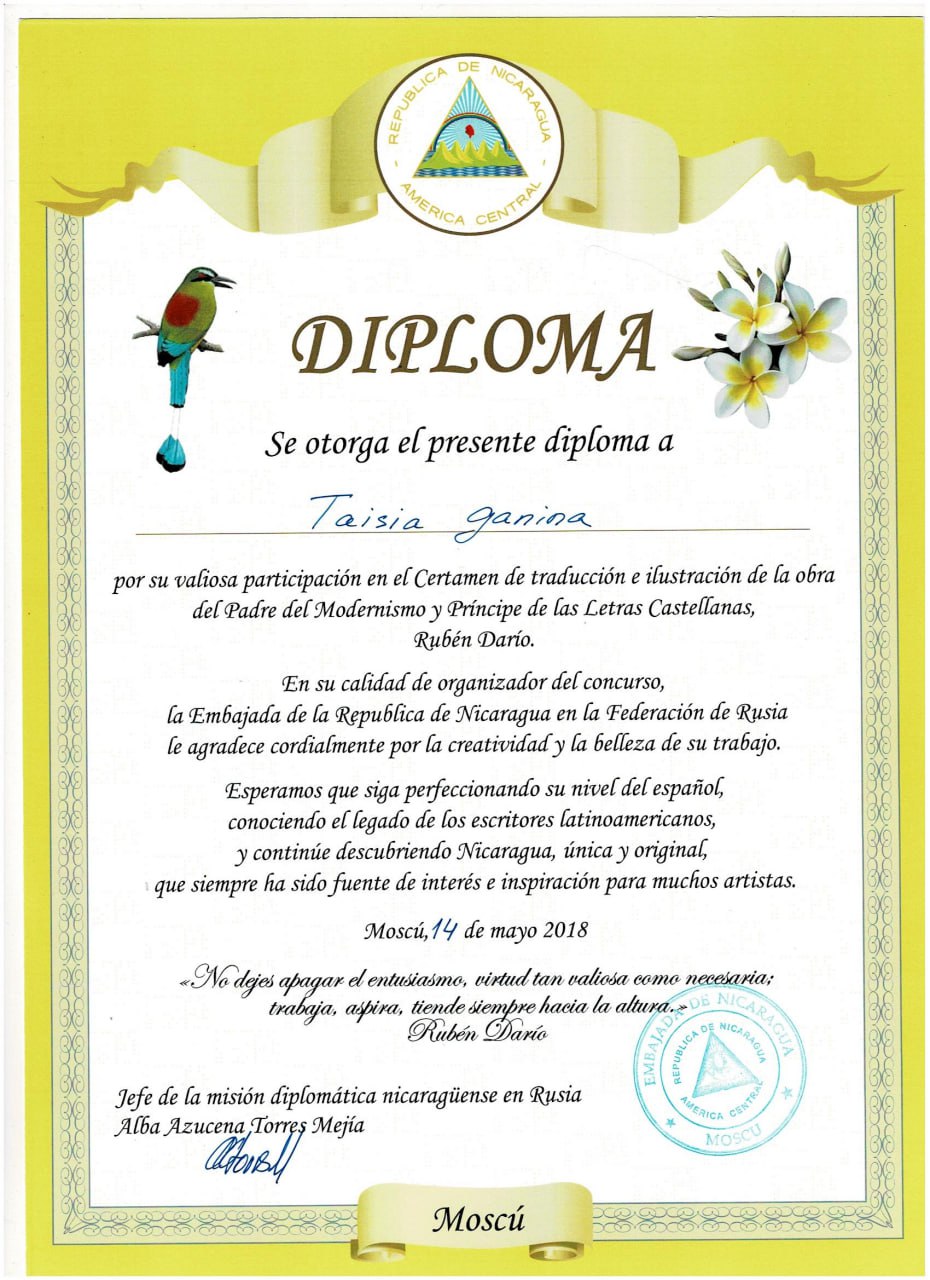 REPUBLICA DE NICARAGUA
AMERICA CENTRAL
DIPLOMA
Se otorga el presente diploma a
Taisia Ganina
por su valiosa participación en el Certamen de traducción e ilustración de la obra
del Padre del Modernismo y Príncipe de las Letras Castellanas,
Rubén Darío.
En su calidad de organizador del concurso,
la Embajada de la Republica de Nicaragua en la Federación de Rusia
le agradece cordialmente por la creatividad y la belleza de su trabajo.
Esperamos que siga perfeccionando su nivel del español,
conociendo el legado de los escritores latinoamericanos,
y continúe descubriendo Nicaragua, única y original,
que siempre ha sido fuente de interés e inspiración para muchos artistas.
Moscú, 14 de mayo 2018
«No dejes apagar el entusiasmo, virtud tan valiosa como necesaria;
trabaja, aspira, tiende siempre hacia la altura.»
Rubén Darío
EMBAJADA DE NICARAGUA
REPUBLICA DE NICARAGUA
AMERICA CENTRAL
MOSCU
Jefe de la misión diplomática nicaragüense en Rusia
Alba Azucena Torres Mejía
Moscú